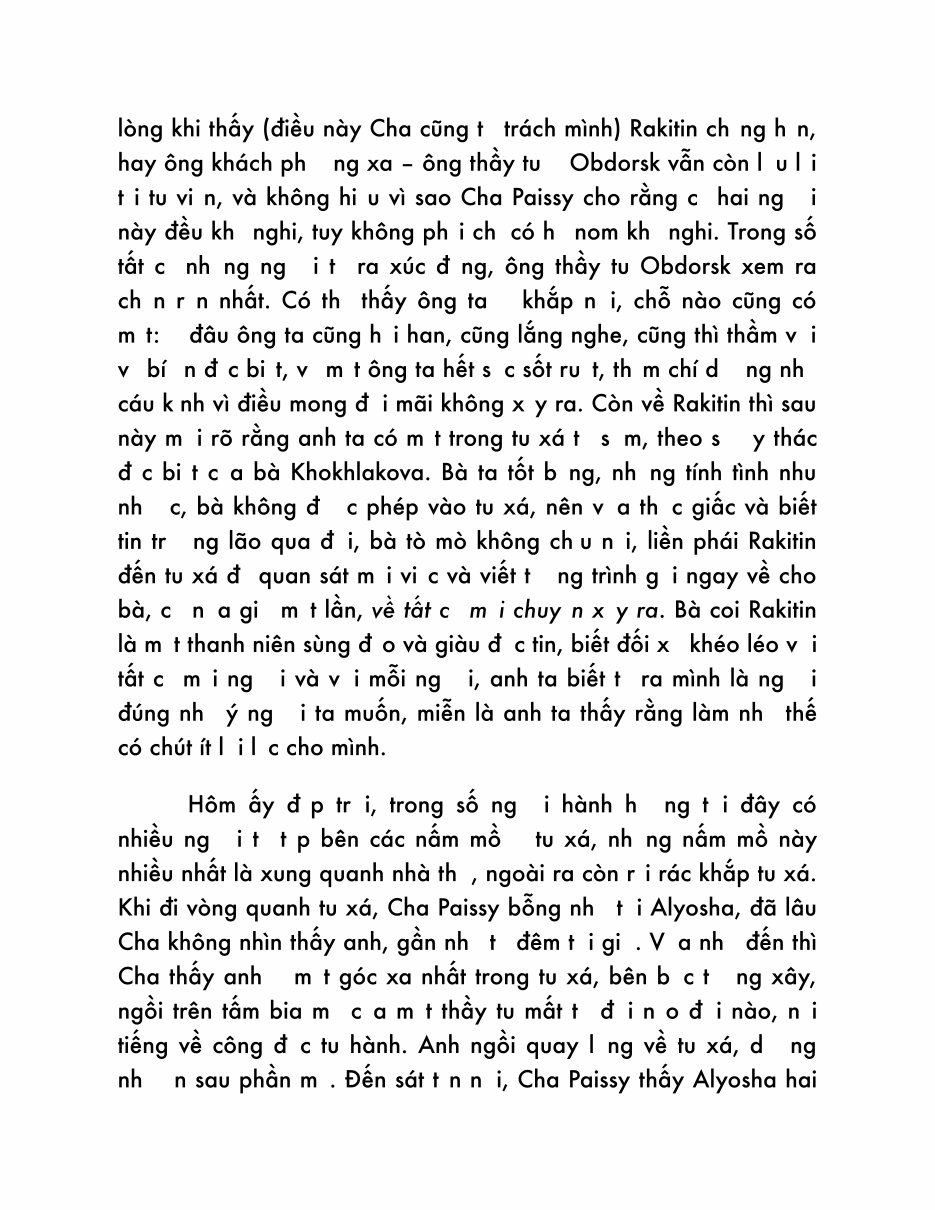 lòng khi thấy (điều này Cha cũng t trách mình) Rakitin ch ng h n,
hay ông khách ph ng xa – ông thầy tu Obdorsk vẫn còn l u l i
t i tu vi n, và không hi u vì sao Cha Paissy cho rằng c hai ng i
này đều kh nghi, tuy không ph i ch có h nom kh nghi. Trong số
tất c nh ng ng i t ra xúc đ ng, ông thầy tu Obdorsk xem ra
ch n r n nhất. Có th thấy ông ta khắp n i, chỗ nào cũng có
m t: đâu ông ta cũng h i han, cũng lắng nghe, cũng thì thầm v i
v bí n đ c bi t, v m t ông ta hết s c sốt ru t, th m chí d ng nh
cáu k nh vì điều mong đ i mãi không x y ra. Còn về Rakitin thì sau
này m i rõ rằng anh ta có m t trong tu xá t s m, theo s y thác
đ c bi t c a bà Khokhlakova. Bà ta tốt b ng, nh ng tính tình nhu
nh c, bà không đ c phép vào tu xá, nên v a th c giấc và biết
tin tr ng lão qua đ i, bà tò mò không ch u n i, liền phái Rakitin
đến tu xá đ quan sát m i vi c và viết t ng trình g i ngay về cho
bà, c n a gi m t lần, về tất c m i chuy n x y ra. Bà coi Rakitin
là m t thanh niên sùng đ o và giàu đ c tin, biết đối x khéo léo v i
tất c m i ng i và v i mỗi ng i, anh ta biết t ra mình là ng i
đúng nh ý ng i ta muốn, miễn là anh ta thấy rằng làm nh thế
có chút ít l i l c cho mình.
Hôm ấy đ p tr i, trong số ng i hành h ng t i đây có
nhiều ng i t t p bên các nấm mồ tu xá, nh ng nấm mồ này
nhiều nhất là xung quanh nhà th , ngoài ra còn r i rác khắp tu xá.
Khi đi vòng quanh tu xá, Cha Paissy bỗng nh t i Alyosha, đã lâu
Cha không nhìn thấy anh, gần nh t đêm t i gi . V a nh đến thì
Cha thấy anh m t góc xa nhất trong tu xá, bên b c t ng xây,
ngồi trên tấm bia m c a m t thầy tu mất t đ i n o đ i nào, n i
tiếng về công đ c tu hành. Anh ngồi quay l ng về tu xá, d ng
nh n sau phần m . Đến sát t n n i, Cha Paissy thấy Alyosha hai